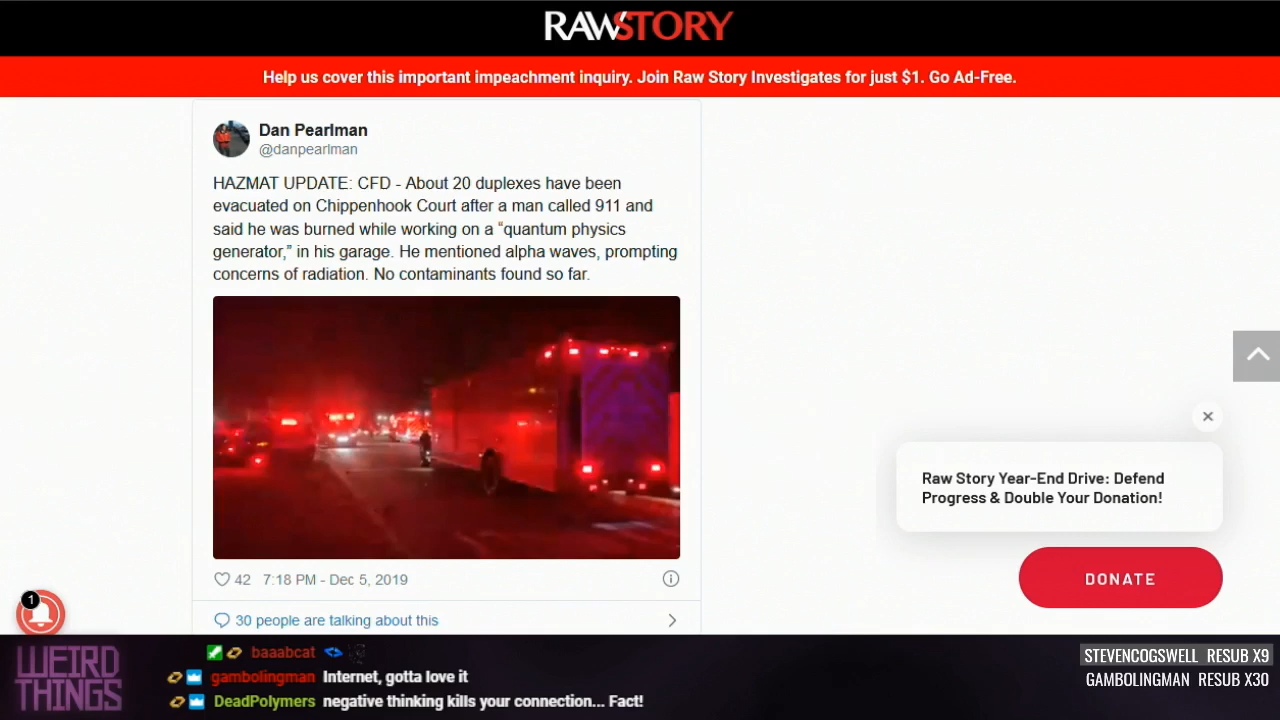 RAWSTORY
Help us cover this important impeachment inquiry. Join Raw Story Investigates for just $1. Go Ad-Free.
Dan Pearlman
@danpearlman
HAZMAT UPDATE: CFD - About 20 duplexes have been
evacuated on Chippenhook Court after a man called 911 and
said he was burned while working on a “quantum physics
generator,” in his garage. He mentioned alpha waves, prompting
concerns of radiation. No contaminants found so far.
42 7:18 PM - Dec 5, 2019
30 people are talking about this
Raw Story Year-End Drive: Defend
Progress & Double Your Donation!
DONATE
1
WEIRD
THINGS
baaabcat
gambolingman Internet, gotta love it
DeadPolymers negative thinking kills your connection... Fact!
STEVENCOGSWELL RESUB X9
GAMBOLINGMAN RESUB X30